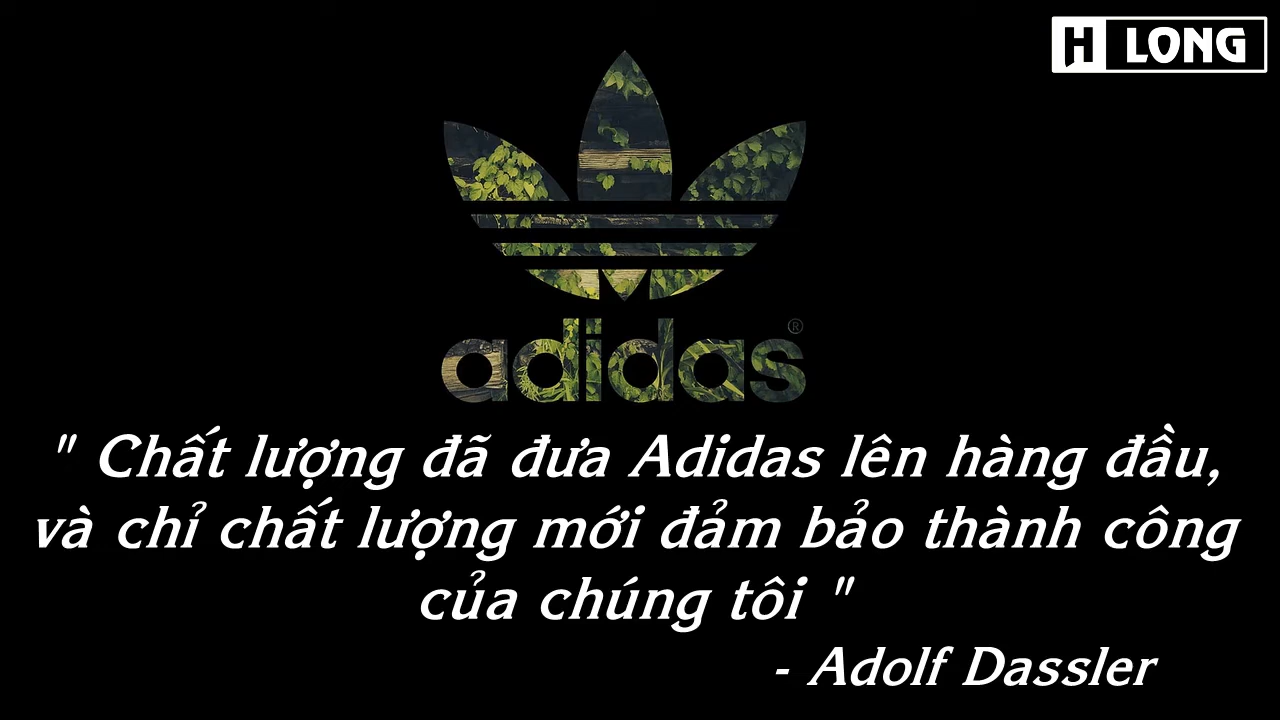 H LONG
adidas®
" Chất lượng đã đưa Adidas lên hàng đầu,
và chỉ chất lượng mới đảm bảo thành công
của chúng tôi "
- Adolf Dassler